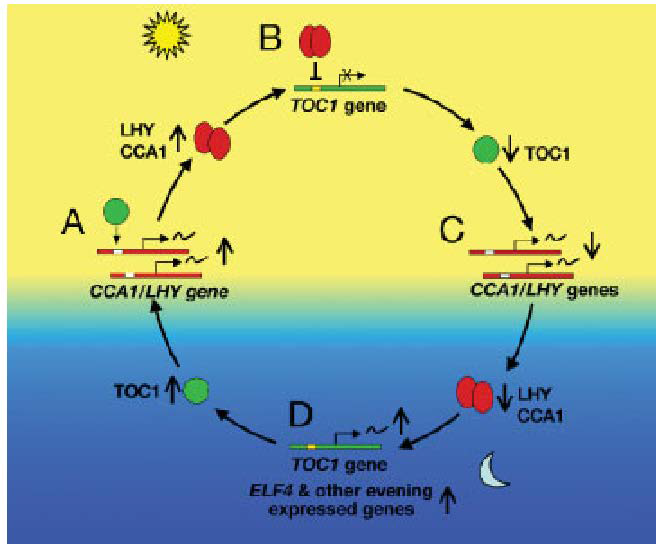 B
TOC1 gene
LHY
CCA1
TOC1
A
CCA1/LHY gene
C
CCA1/LHY genes
TOC1
LHY
CCA1
D
TOC1 gene
ELF4 & other evening
expressed genes